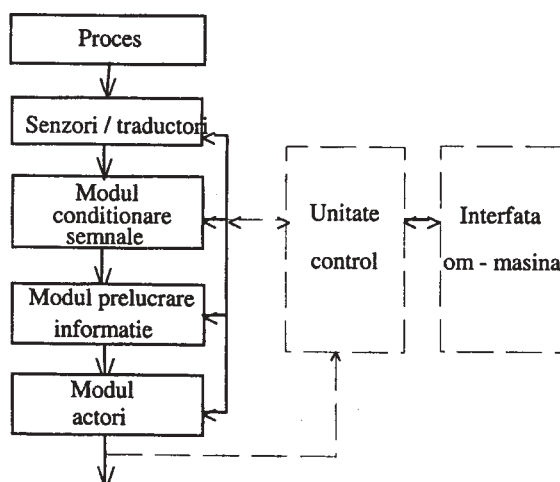 Proces
Senzori / traductori
Modul
conditionare
semnale
Modul prelucrare
informatie
Modul
actori
Unitate
control
Interfata
om - masina